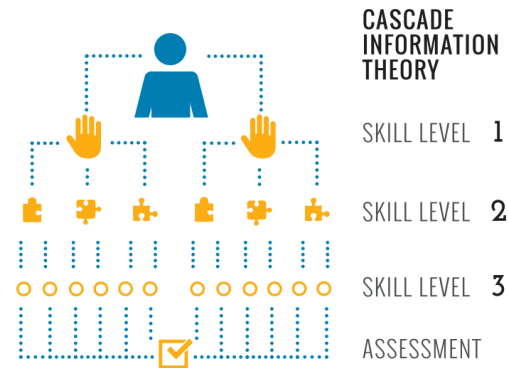 CASCADE
INFORMATION
THEORY
SKILL LEVEL 1
SKILL LEVEL 2
SKILL LEVEL 3
ASSESSMENT